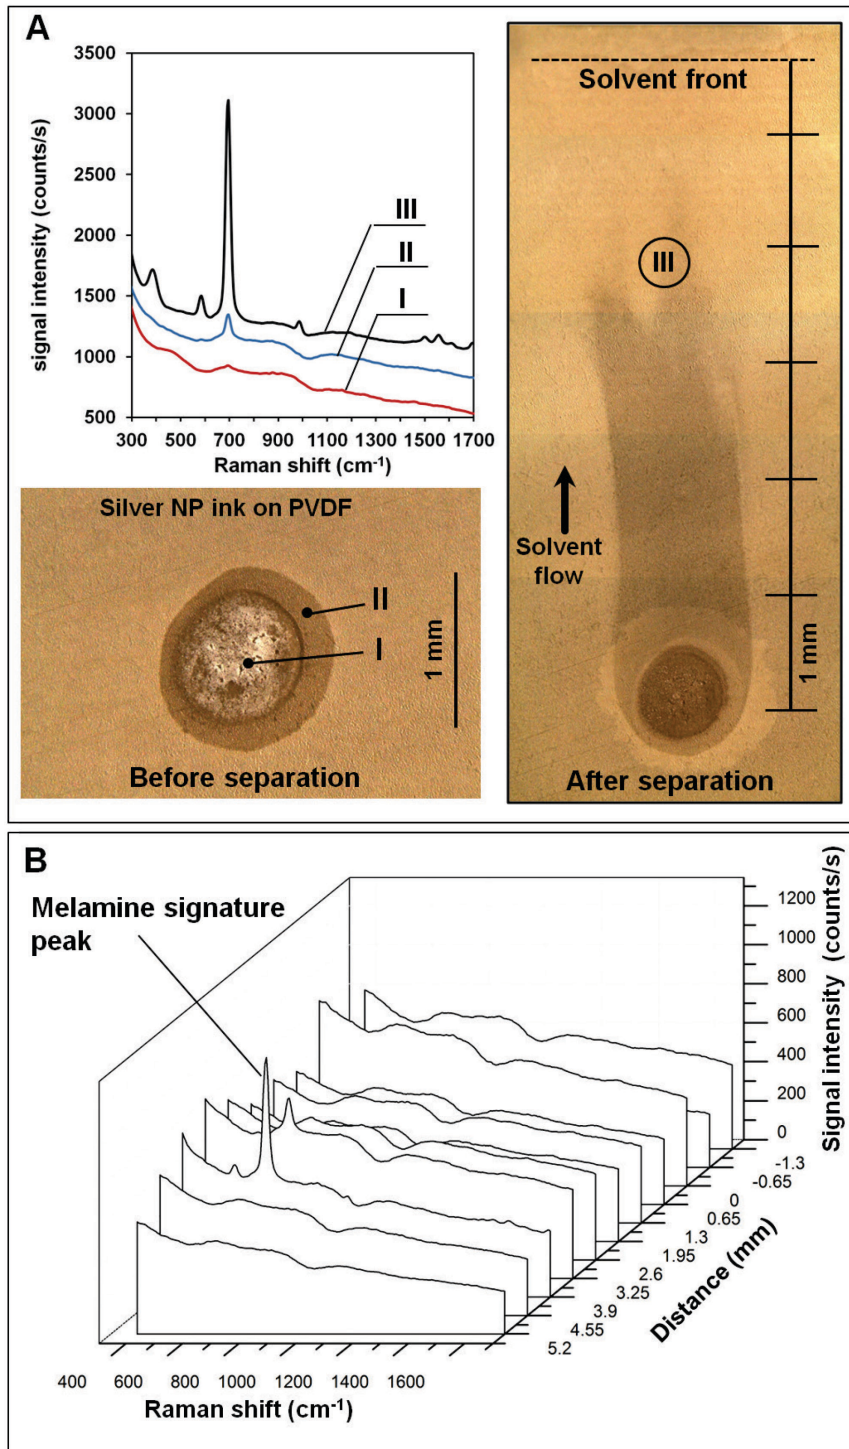 A
3500
3000
2500
2000
1500
1000
500
signal intensity (counts/s)
III
II
I
300 500 700 900 1100 1300 1500 1700
Raman shift (cm-1)
Silver NP ink on PVDF
II
I
1 mm
Before separation
Solvent front
III
Solvent
flow
1 mm
After separation
B
Melamine signature
peak
1200
1000
800
600
400
200
0
Signal intensity (counts/s)
-1.3
-0.65
0
0.65
1.3
1.95
2.6
3.25
3.9
4.55
5.2
Distance (mm)
400 600 800 1000 1200 1400 1600
Raman shift (cm-1)